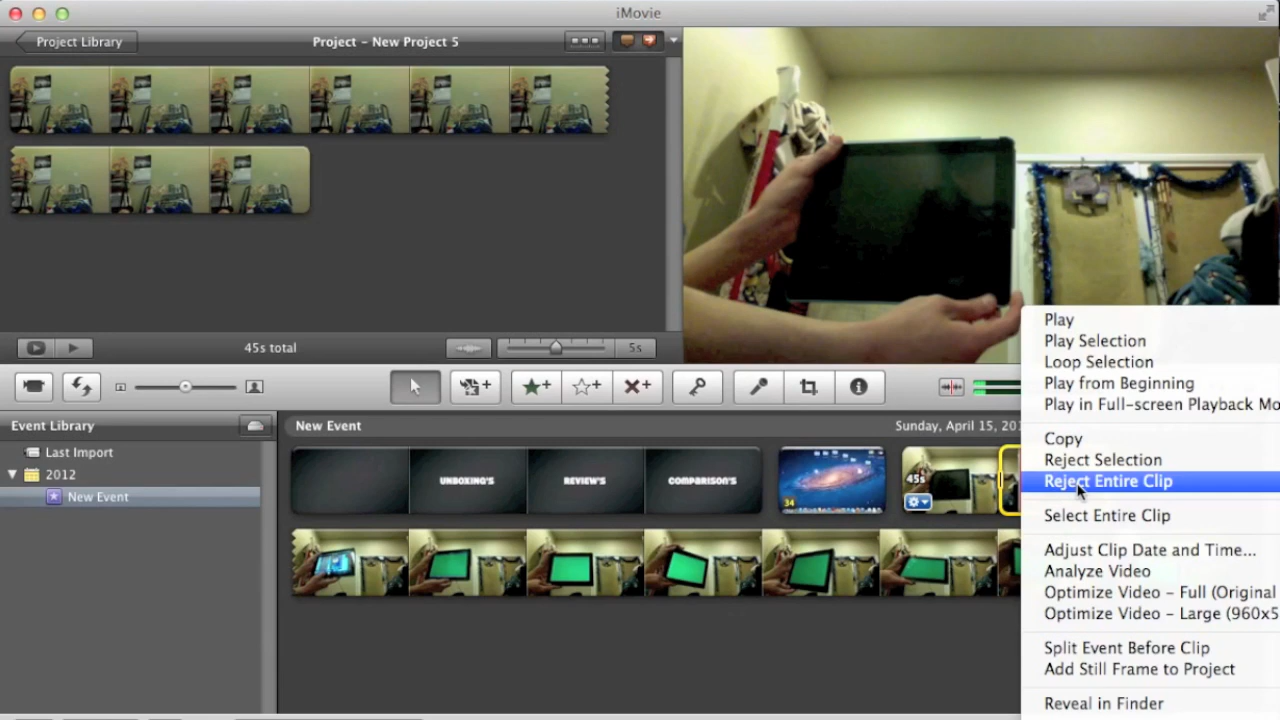 iMovie
Project Library
Project - New Project 5
45s total
5s
Event Library
New Event
Sunday, April 15,
Last Import
2012
New Event
UNBOXING'S
REVIEW'S
COMPARISON'S
34
45s
Play
Play Selection
Loop Selection
Play from Beginning
Play in Full-screen Playback Mo
Copy
Reject Selection
Reject Entire Clip
Select Entire Clip
Adjust Clip Date and Time...
Analyze Video
Optimize Video - Full (Original
Optimize Video - Large (960x5
Split Event Before Clip
Add Still Frame to Project
Reveal in Finder